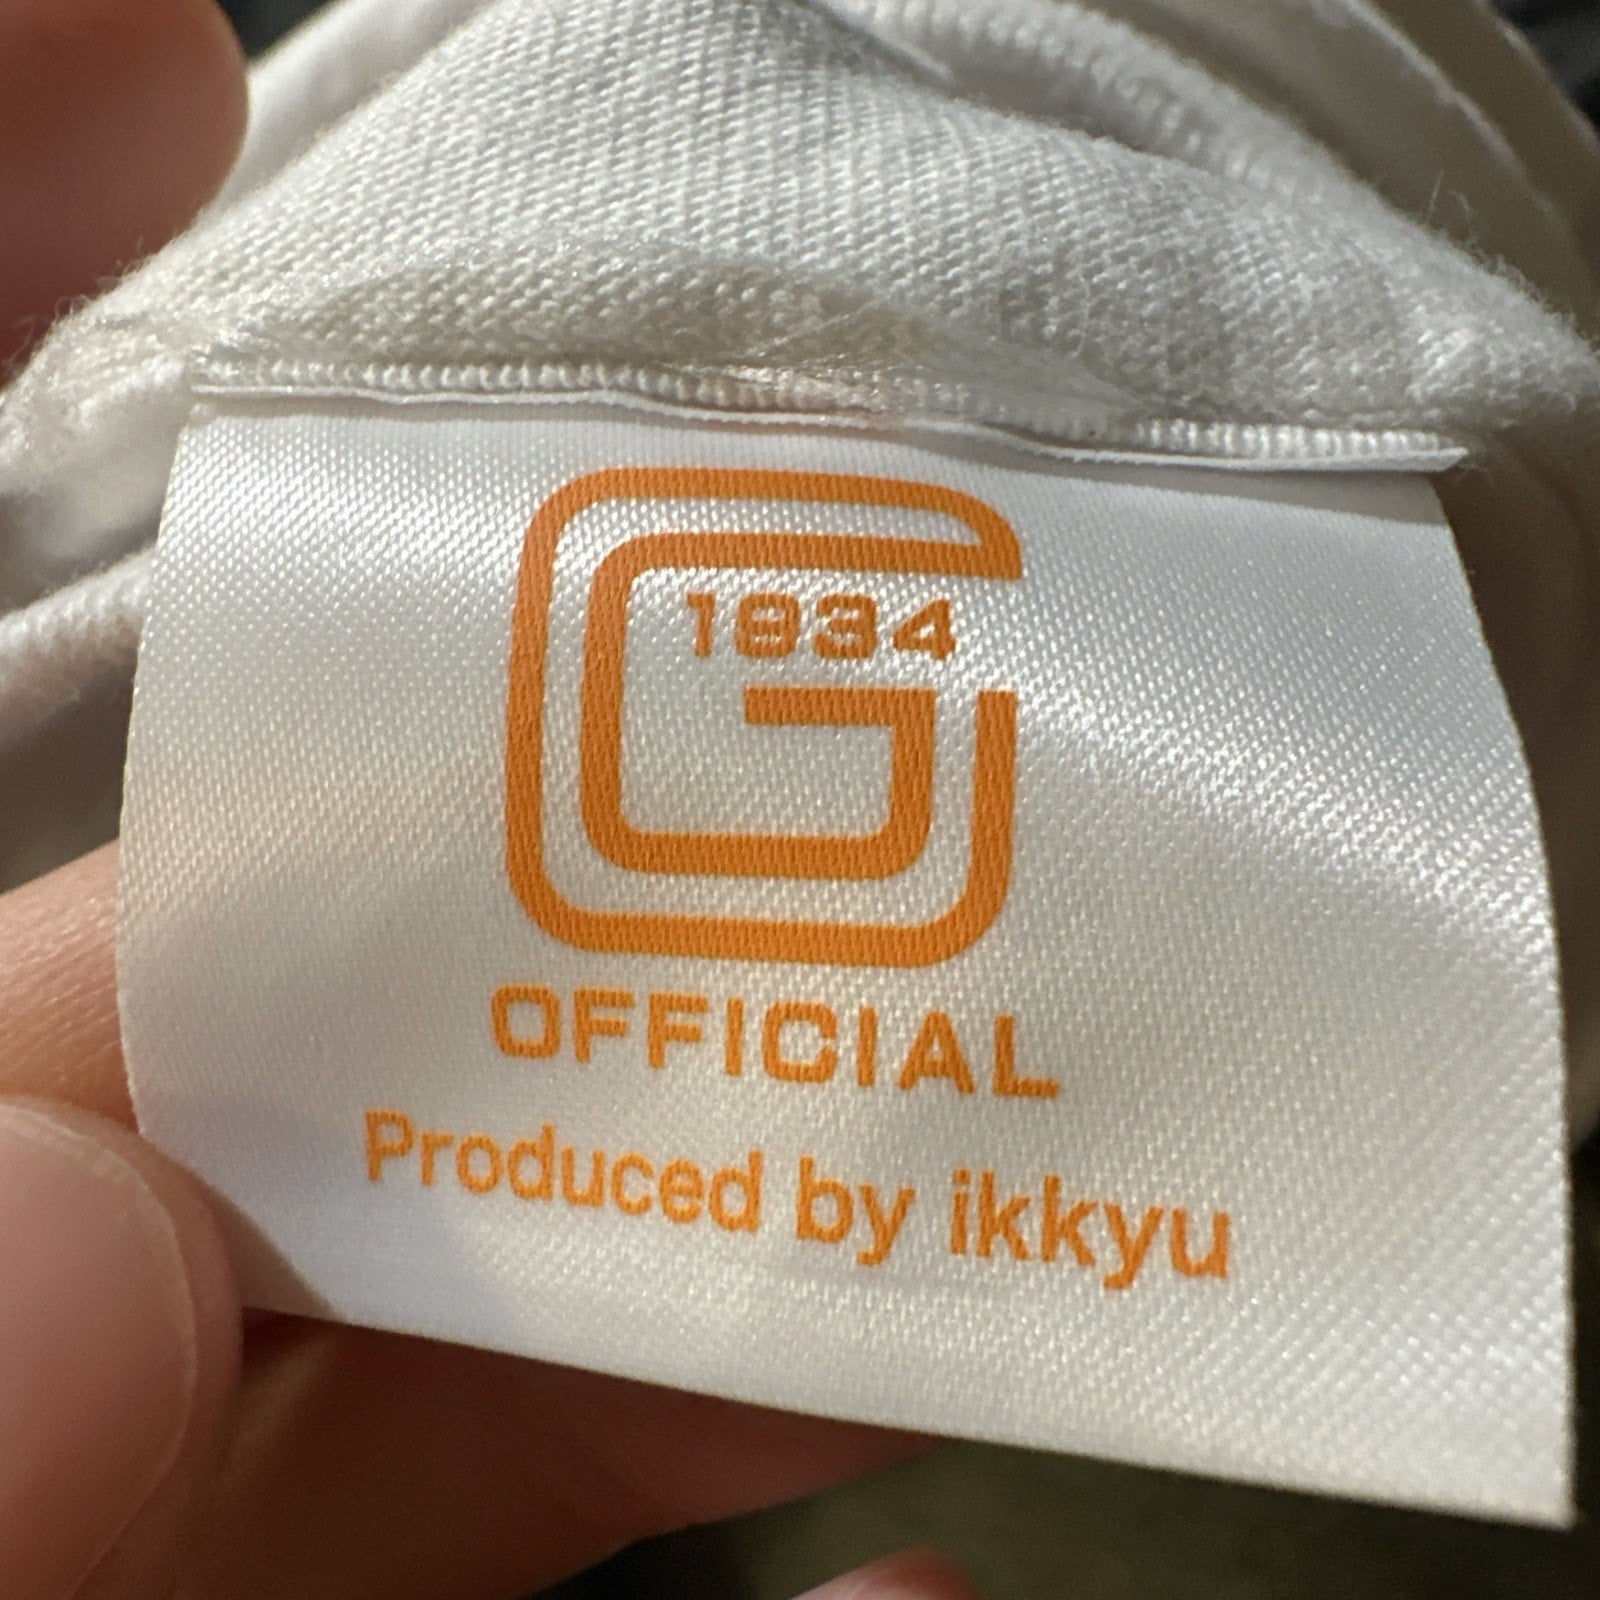 G
1934
OFFICIAL
Produced by ikkyu